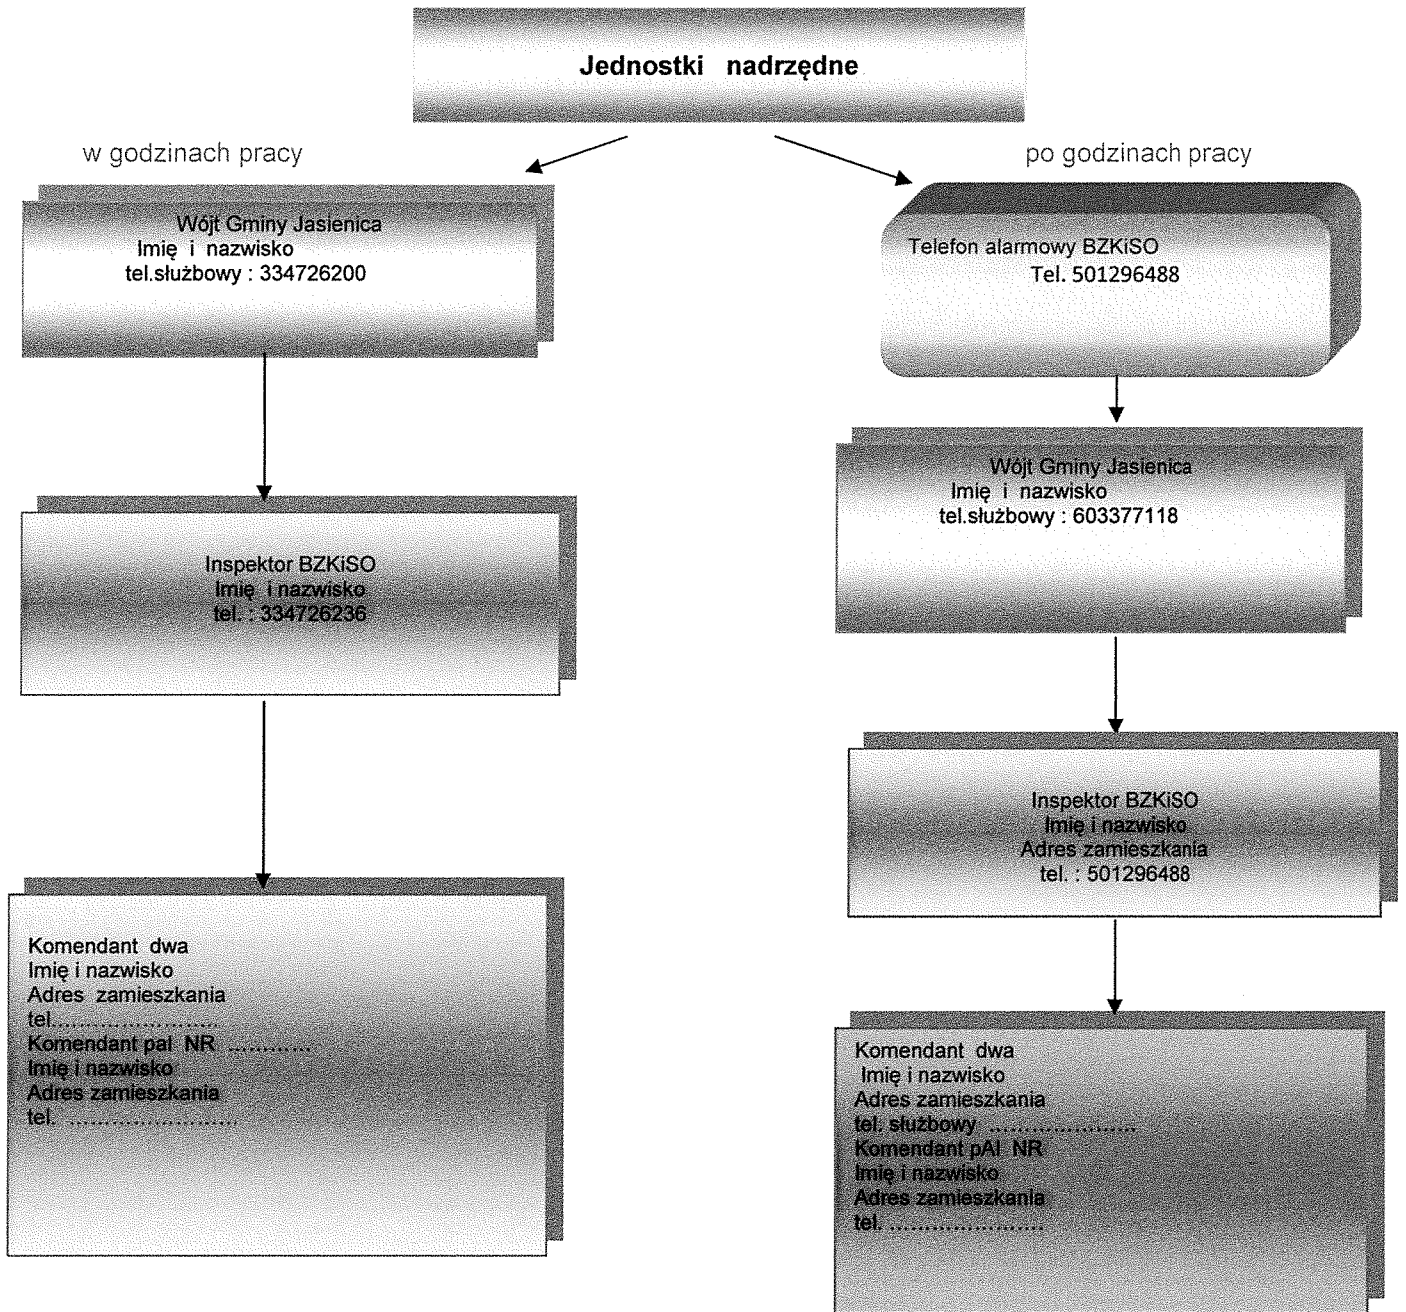 Jednostki nadrzędne
w godzinach pracy
po godzinach pracy
Wójt Gminy Jasienica
Imię i nazwisko
tel.służbowy : 334726200
Telefon alarmowy BZKiSO
Tel. 501296488
Wójt Gminy Jasienica
Imię i nazwisko
tel.służbowy : 603377118
Inspektor BZKiSO
Imię i nazwisko
tel. : 334726236
Inspektor BZKiSO
Imię i nazwisko
Adres zamieszkania
tel. : 501296488
Komendant dwa
Imię i nazwisko
Adres zamieszkania
tel........................
Komendant pal NR ............
Imię i nazwisko
Adres zamieszkania
tel. ........................
Komendant dwa
Imię i nazwisko
Adres zamieszkania
tel. służbowy .....................
Komendant pAl NR
Imię i nazwisko
Adres zamieszkania
tel. ......................